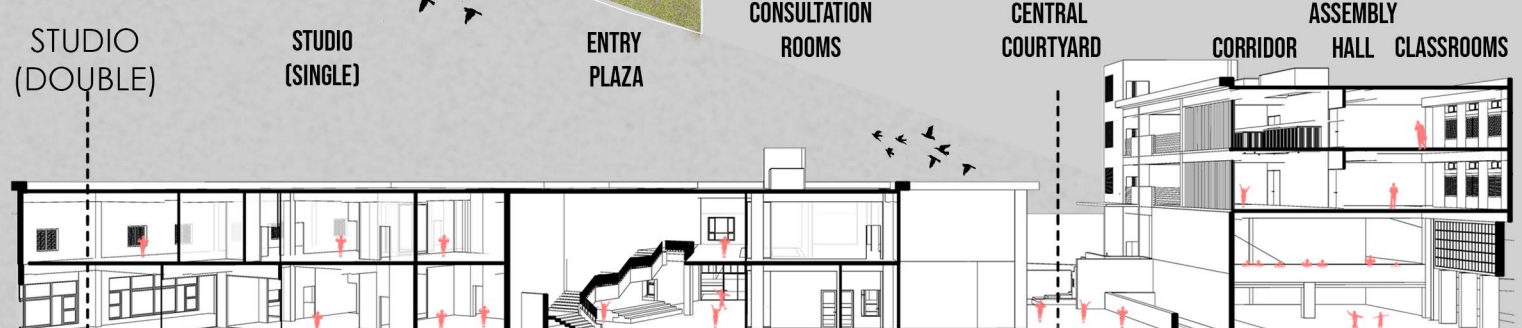 STUDIO
(DOUBLE)
STUDIO
(SINGLE)
ENTRY
PLAZA
CONSULTATION
ROOMS
CENTRAL
COURTYARD
CORRIDOR
ASSEMBLY
HALL
CLASSROOMS